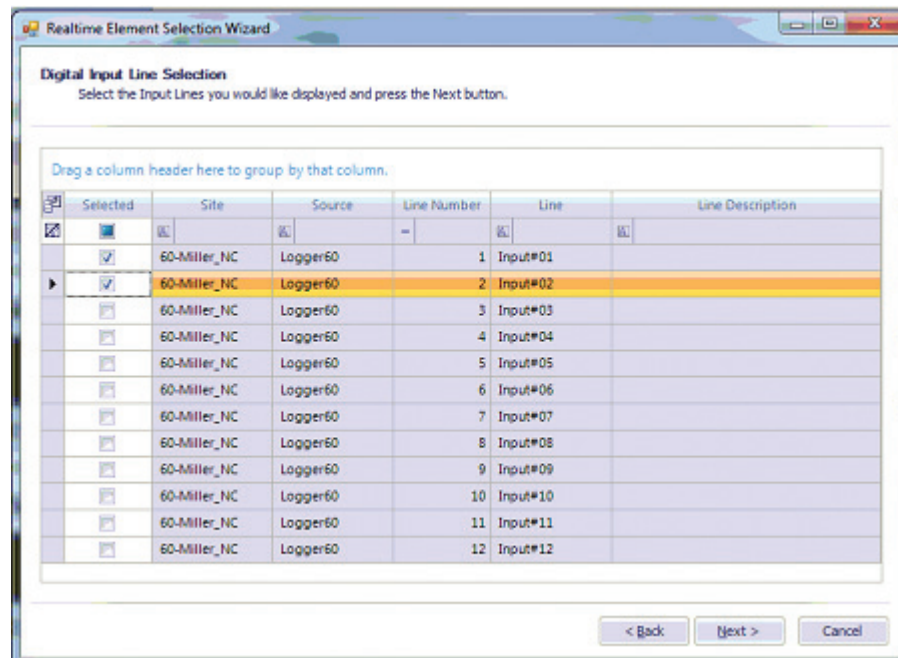 Realtime Element Selection Wizard
Digital Input Line Selection
Select the Input Lines you would like displayed and press the Next button.
Drag a column header here to group by that column.
Selected Site Source Line Number Line Line Description
=
60-Miller_NC Logger60 1 Input#01
60-Miller_NC Logger60 2 Input#02
60-Miller_NC Logger60 3 Input#03
60-Miller_NC Logger60 4 Input#04
60-Miller_NC Logger60 5 Input#05
60-Miller_NC Logger60 6 Input#06
60-Miller_NC Logger60 7 Input#07
60-Miller_NC Logger60 8 Input#08
60-Miller_NC Logger60 9 Input#09
60-Miller_NC Logger60 10 Input#10
60-Miller_NC Logger60 11 Input#11
60-Miller_NC Logger60 12 Input#12
< Back Next > Cancel